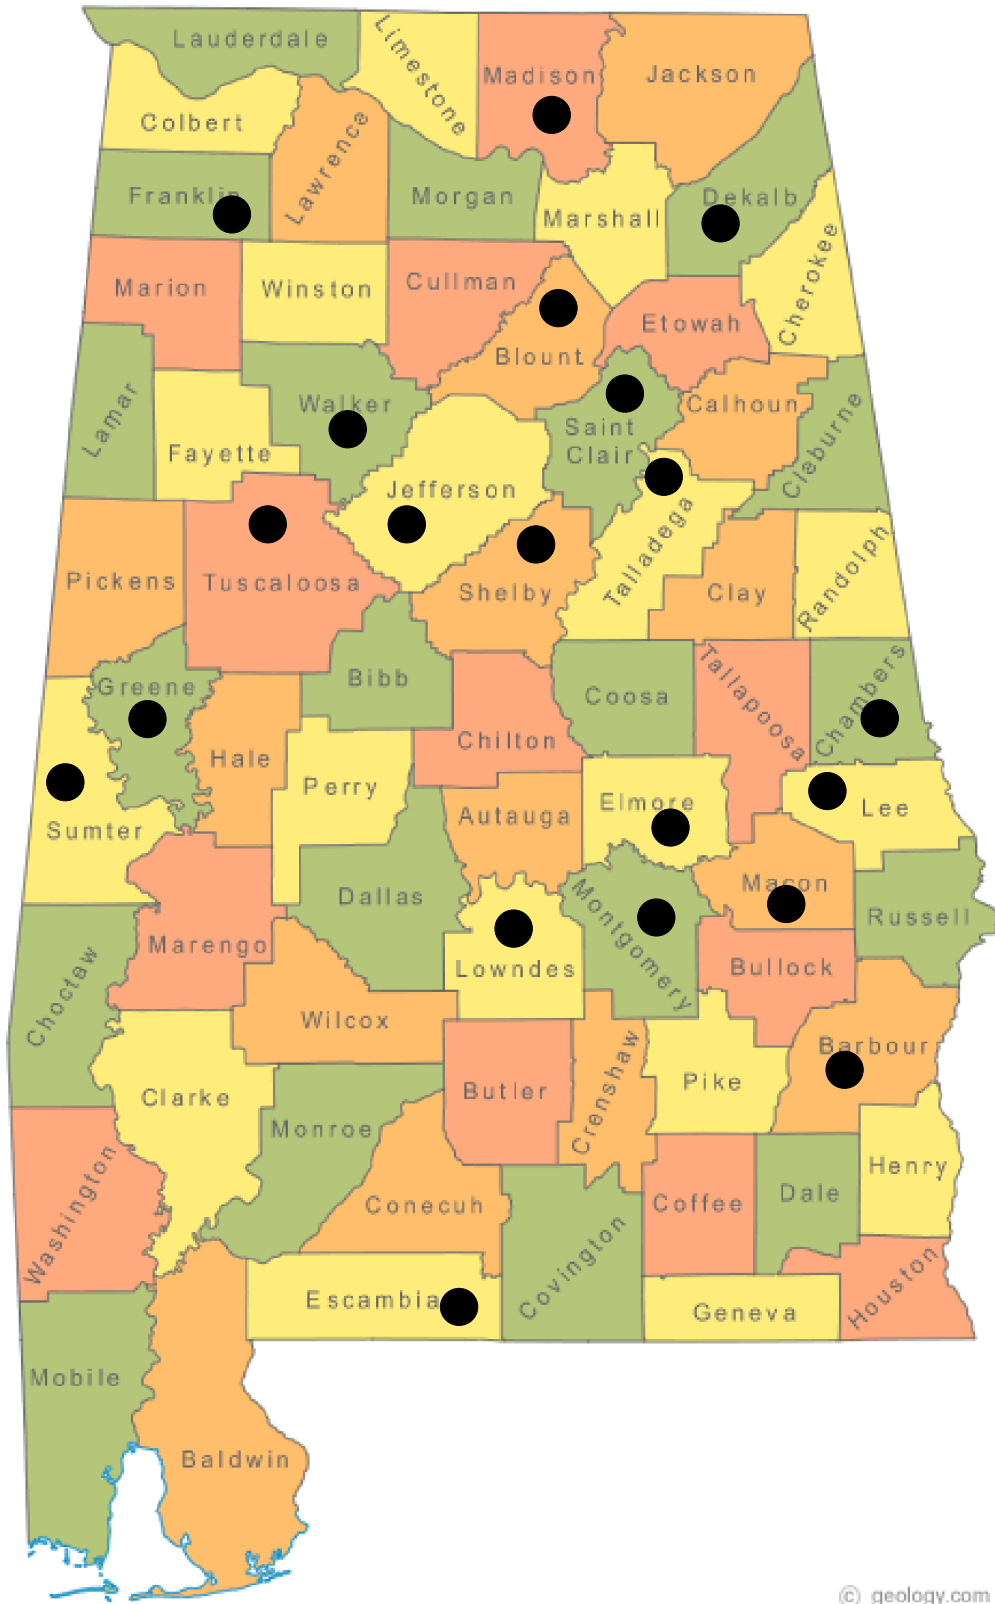 Lauderdale
Limestone
Madison
Jackson
Colbert
Lawrence
Franklin
Morgan
Marshall
Dekalb
Cherokee
Marion
Winston
Cullman
Etowah
Blount
Lamar
Walker
Calhoun
Saint
Clair
Cleburne
Fayette
Jefferson
Talladega
Randolph
Pickens
Tuscaloosa
Shelby
Clay
Greene
Bibb
Coosa
Tallapoosa
Chambers
Hale
Chilton
Perry
Elmore
Lee
Sumter
Autauga
Dallas
Macon
Montgomery
Russell
Marengo
Lowndes
Bullock
Choctaw
Wilcox
Barbour
Clarke
Butler
Crenshaw
Pike
Monroe
Henry
Washington
Conecuh
Coffee
Dale
Covington
Houston
Escambia
Geneva
Mobile
Baldwin
© geology.com